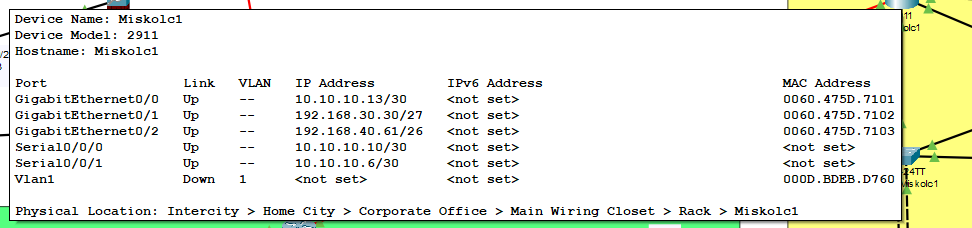 Device Name: Miskolc1
Device Model: 2911
Hostname: Miskolc1
Port Link VLAN IP Address IPv6 Address MAC Address
GigabitEthernet0/0 Up -- 10.10.10.13/30 <not set> 0060.475D.7101
GigabitEthernet0/1 Up -- 192.168.30.30/27 <not set> 0060.475D.7102
GigabitEthernet0/2 Up -- 192.168.40.61/26 <not set> 0060.475D.7103
Serial0/0/0 Up -- 10.10.10.10/30 <not set>
Serial0/0/1 Up -- 10.10.10.6/30 <not set>
Vlan1 Down 1 <not set> <not set> 000D.BDEB.D760
Physical Location: Intercity > Home City > Corporate Office > Main Wiring Closet > Rack > Miskolc1
11
olc1
24TT